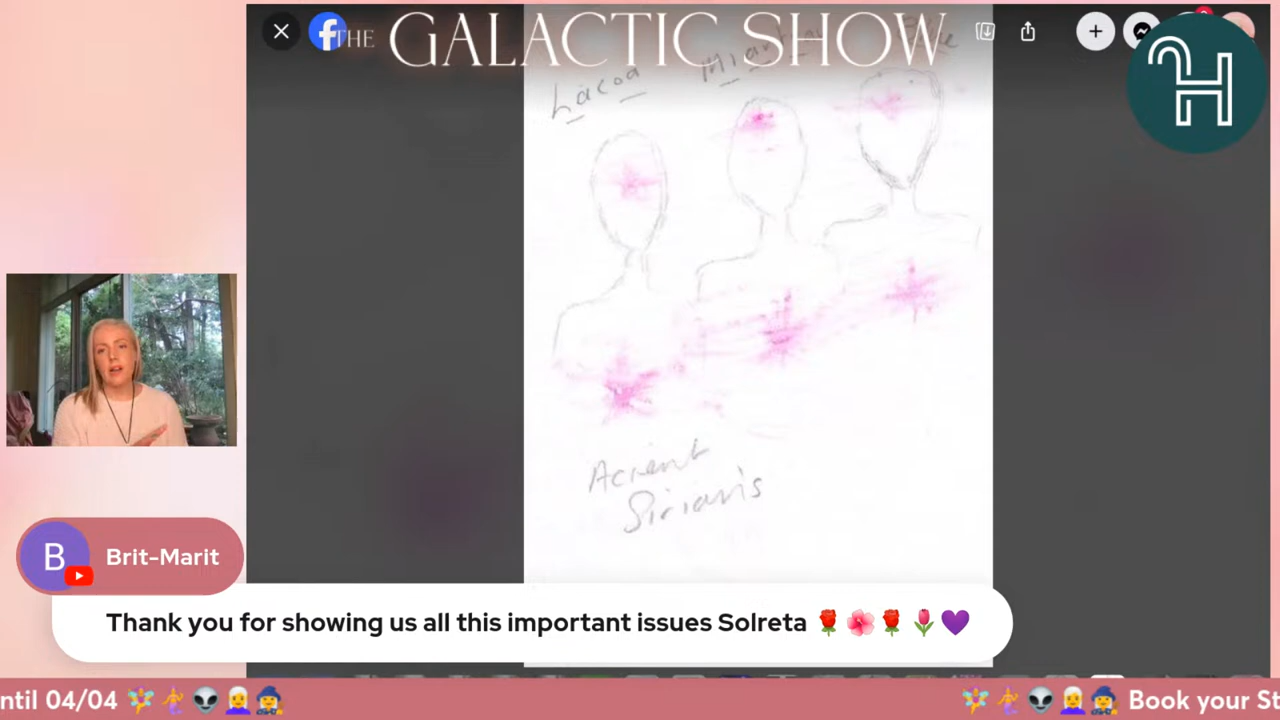 THE GALACTIC SHOW
H
Lacoa
Acient
Sirians
B
Brit-Marit
Thank you for showing us all this important issues Solreta 🌹🌺🌹🌷💜
ntil 04/04 🧚🧜‍♀️👽👩‍🦳🧙‍♀️
🧚🧜‍♀️👽👩‍🦳🧙‍♀️ Book your St